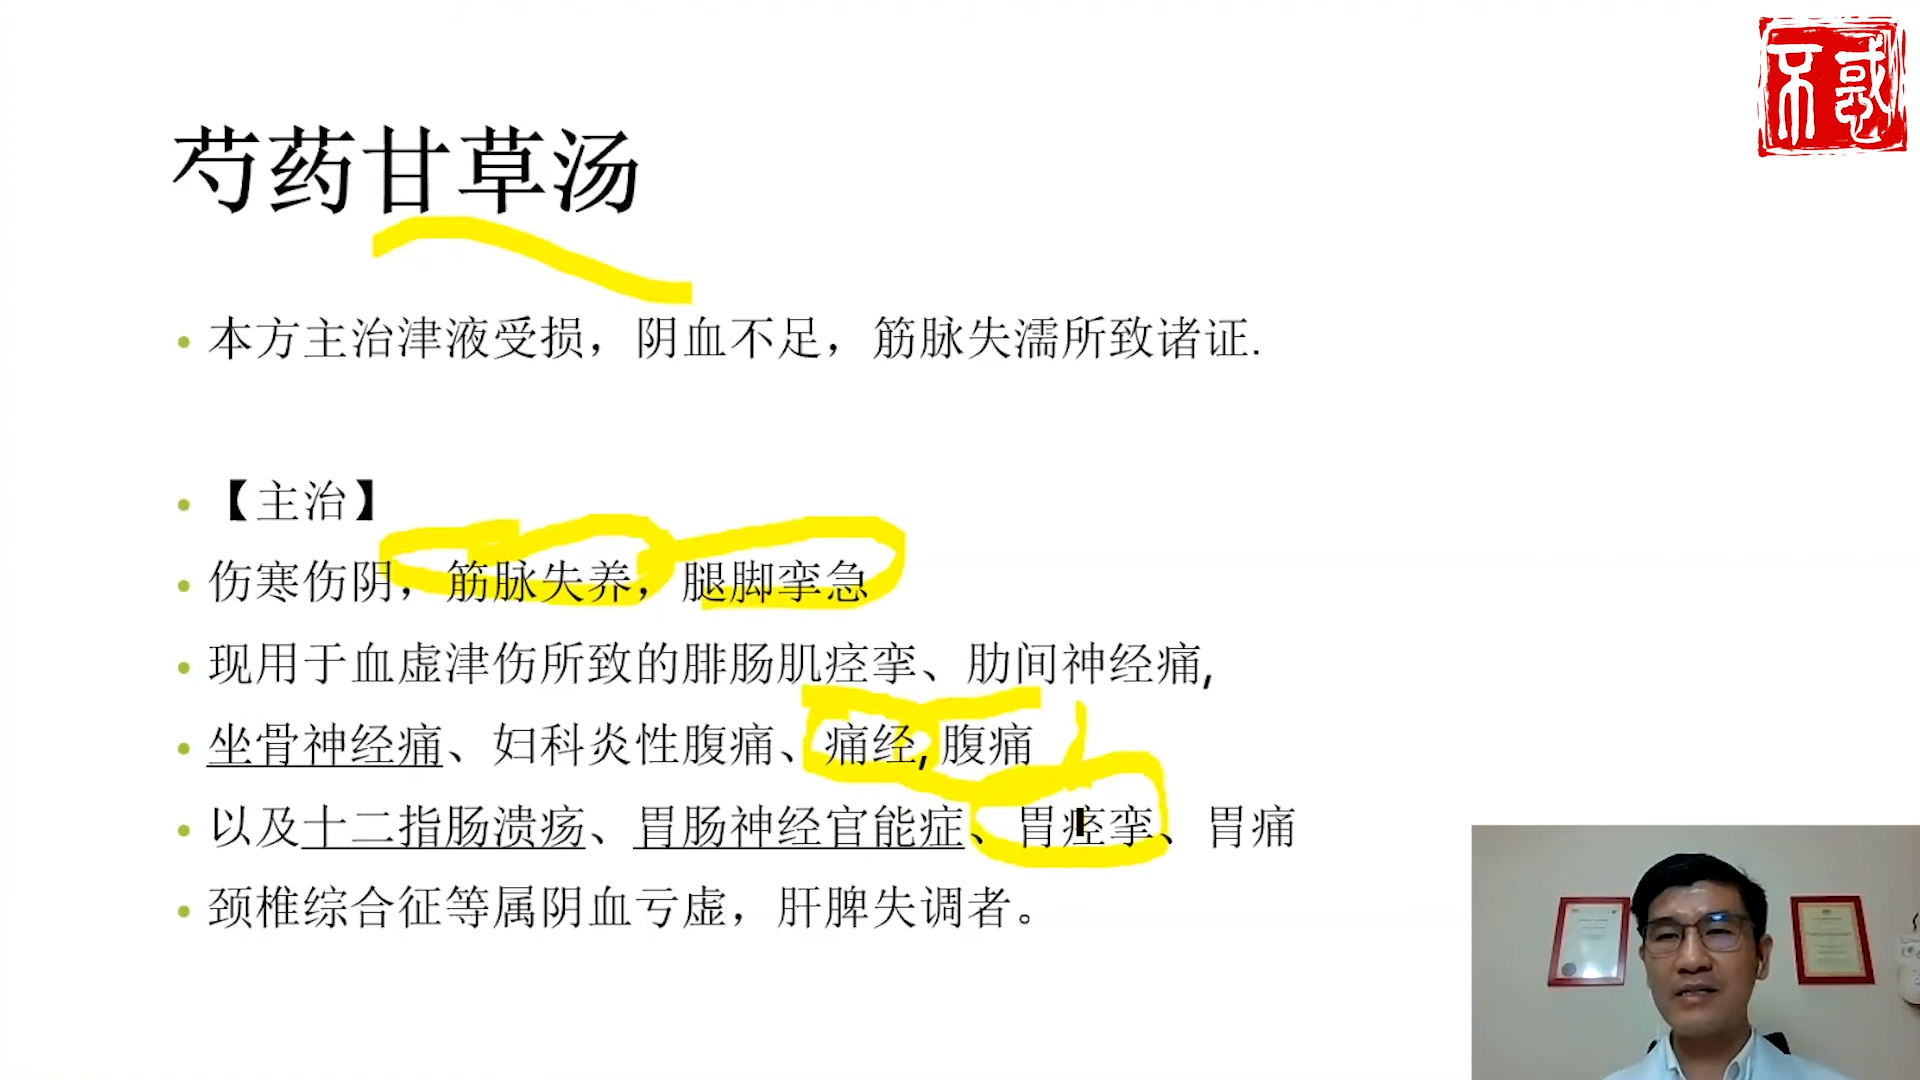 不惑
芍药甘草汤
本方主治津液受损，阴血不足，筋脉失濡所致诸证.
【主治】
伤寒伤阴，筋脉失养，腿脚挛急
现用于血虚津伤所致的腓肠肌痉挛、肋间神经痛,
坐骨神经痛、妇科炎性腹痛、痛经,腹痛
以及十二指肠溃疡、胃肠神经官能症、胃痉挛、胃痛
颈椎综合征等属阴血亏虚，肝脾失调者。